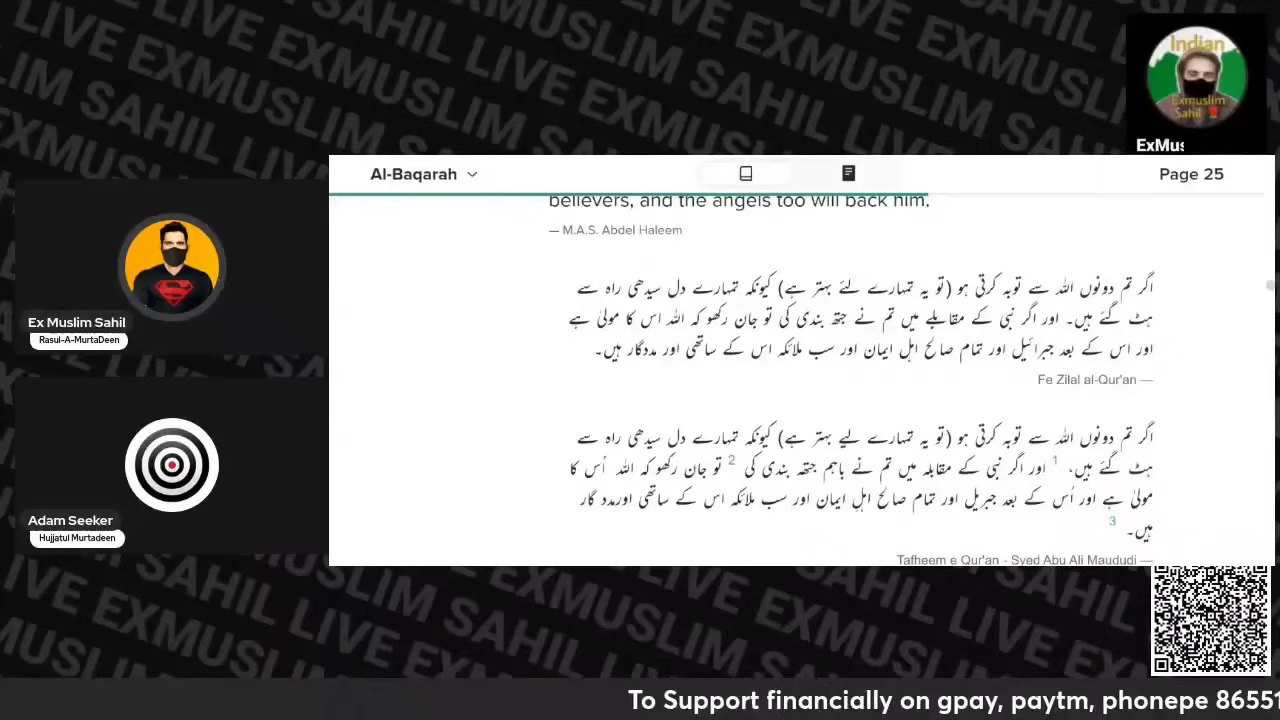 LIVE EXMUSLIM SAHIL LIVE EXMUSLIM SAHIL LIVE
Indian
Exmuslim
Sahil
ExMus
Al-Baqarah
Page 25
believers, and the angels too will back him.
— M.A.S. Abdel Haleem
اگر تم دونوں اللہ سے توبہ کرتی ہو (تو یہ تمہارے لئے بہتر ہے) کیونکہ تمہارے دل سیدھی راہ سے
ہٹ گئے ہیں۔ اور اگر نبی کے مقابلے میں تم نے جتھ بندی کی تو جان رکھو کہ اللہ اس کا مولیٰ ہے
اور اس کے بعد جبرائیل اور تمام صالح اہل ایمان اور سب ملائکہ اس کے ساتھی اور مددگار ہیں۔
Fe Zilal al-Qur'an —
اگر تم دونوں اللہ سے توبہ کرتی ہو (تو یہ تمہارے لیے بہتر ہے) کیونکہ تمہارے دل سیدھی راہ سے
ہٹ گئے ہیں، 1 اور اگر نبی کے مقابلہ میں تم نے باہم جتھہ بندی کی 2 تو جان رکھو کہ اللہ اُس کا
مولیٰ ہے اور اُس کے بعد جبریل اور تمام صالح اہلِ ایمان اور سب ملائکہ اس کے ساتھی اورمدد گار
ہیں۔ 3
Tafheem e Qur'an - Syed Abu Ali Maududi —
Ex Muslim Sahil
Rasul-A-MurtaDeen
Adam Seeker
Hujjatul Murtadeen
To Support financially on gpay, paytm, phonepe 86551